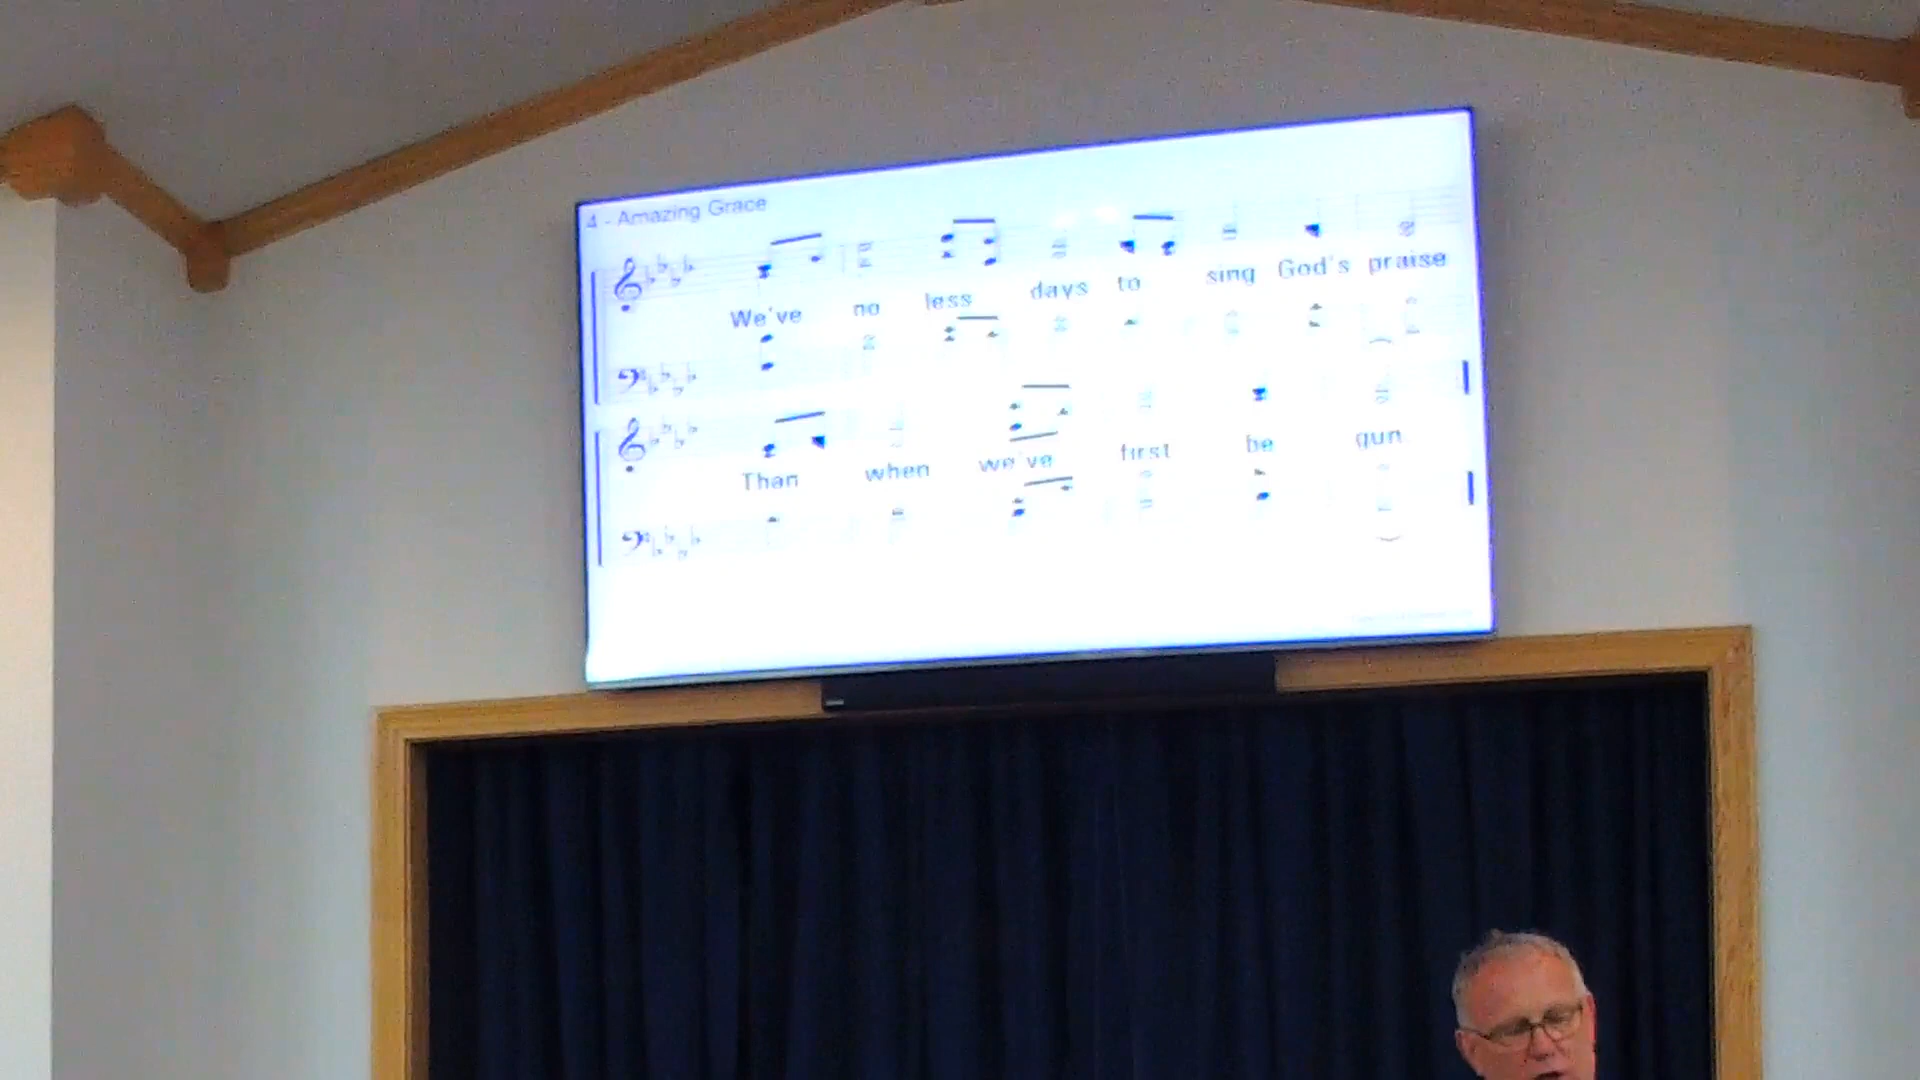 4 - Amazing Grace
We've no less days to sing God's praise
Than when we've first be gun